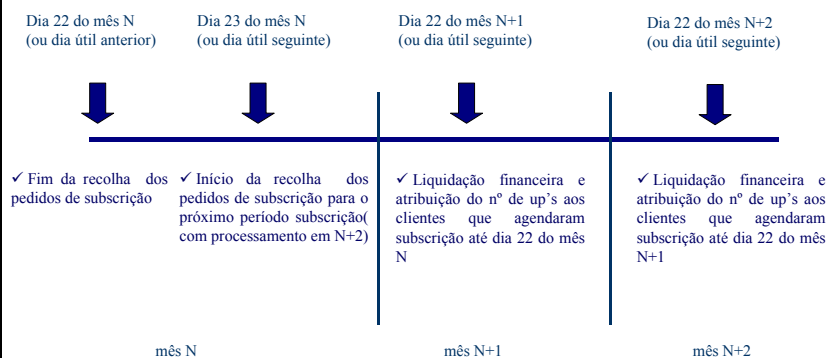 Dia 22 do mês N
(ou dia útil anterior)
Dia 23 do mês N
(ou dia útil seguinte)
Dia 22 do mês N+1
(ou dia útil seguinte)
Dia 22 do mês N+2
(ou dia útil seguinte)
✓ Fim da recolha dos
pedidos de subscrição
✓ Início da recolha dos
pedidos de subscrição para o
próximo período subscrição(
com processamento em N+2)
✓ Liquidação financeira e
atribuição do nº de up’s aos
clientes que agendaram
subscrição até dia 22 do mês
N
✓ Liquidação financeira e
atribuição do nº de up’s aos
clientes que agendaram
subscrição até dia 22 do mês
N+1
mês N
mês N+1
mês N+2